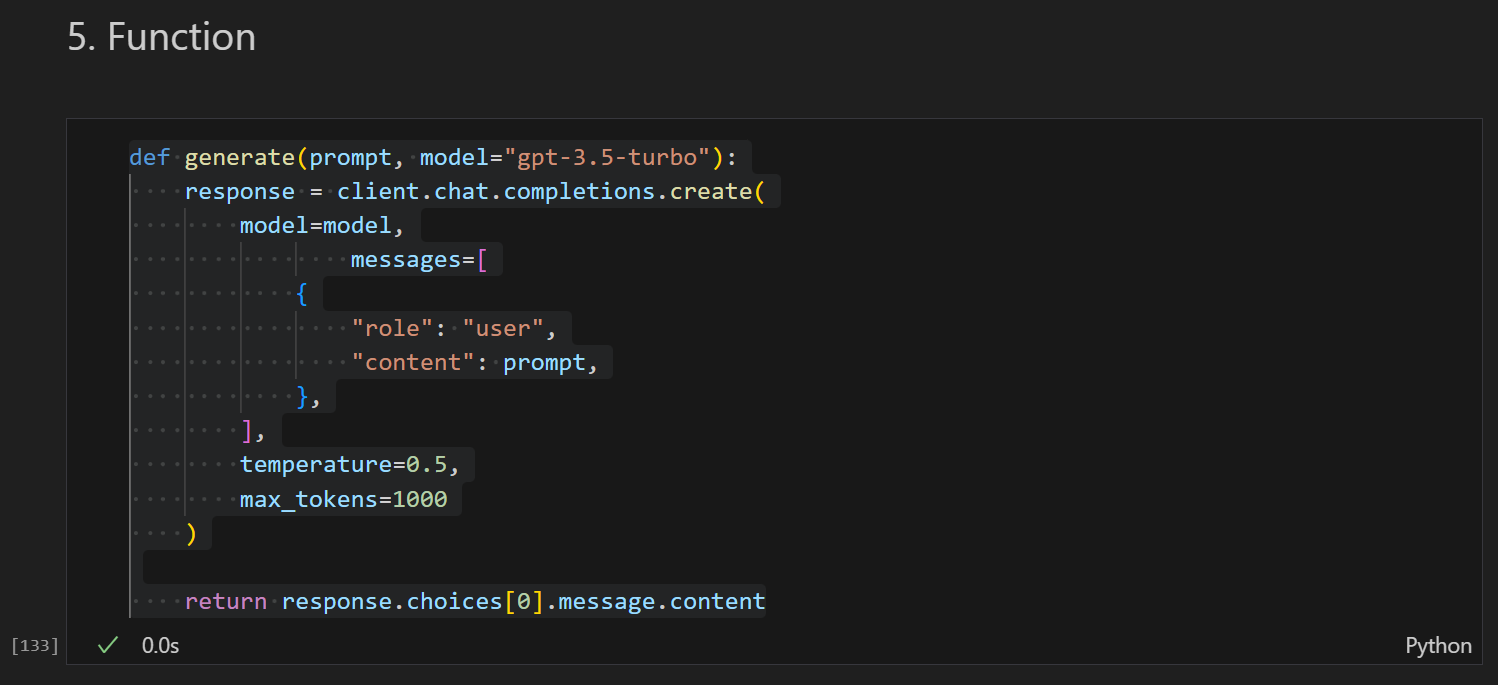 5. Function
def generate(prompt, model="gpt-3.5-turbo"):
    response = client.chat.completions.create(
        model=model,
                messages=[
            {
                "role": "user",
                "content": prompt,
            },
        ],
        temperature=0.5,
        max_tokens=1000
    )
    return response.choices[0].message.content
[133] ✓ 0.0s Python